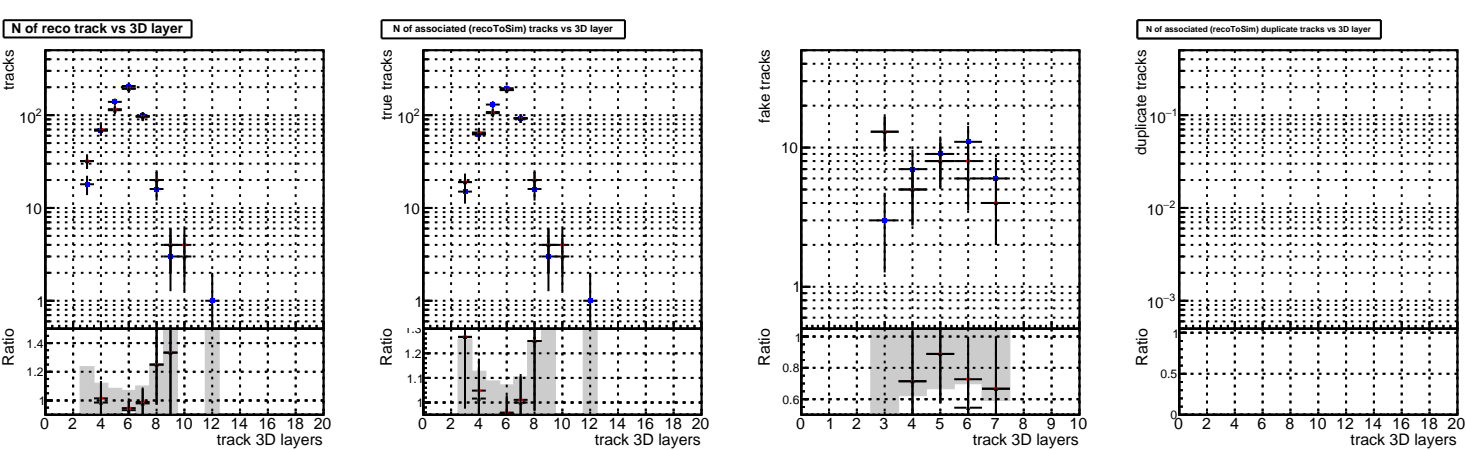 N of reco track vs 3D layer
tracks
10²
10
1
Ratio
1.4
1.2
1
0 2 4 6 8 10 12 14 16 18 20
track 3D layers
N of associated (recoToSim) tracks vs 3D layer
true tracks
10²
10
1
Ratio
1.3
1.2
1.1
1
0 2 4 6 8 10 12 14 16 18 20
track 3D layers
fake tracks
10
1
Ratio
1
0.8
0.6
0 1 2 3 4 5 6 7 8 9 10
track 3D layers
N of associated (recoToSim) duplicate tracks vs 3D layer
duplicate tracks
10⁻¹
10⁻²
10⁻³
Ratio
1
0.5
0
0 2 4 6 8 10 12 14 16 18 20
track 3D layers